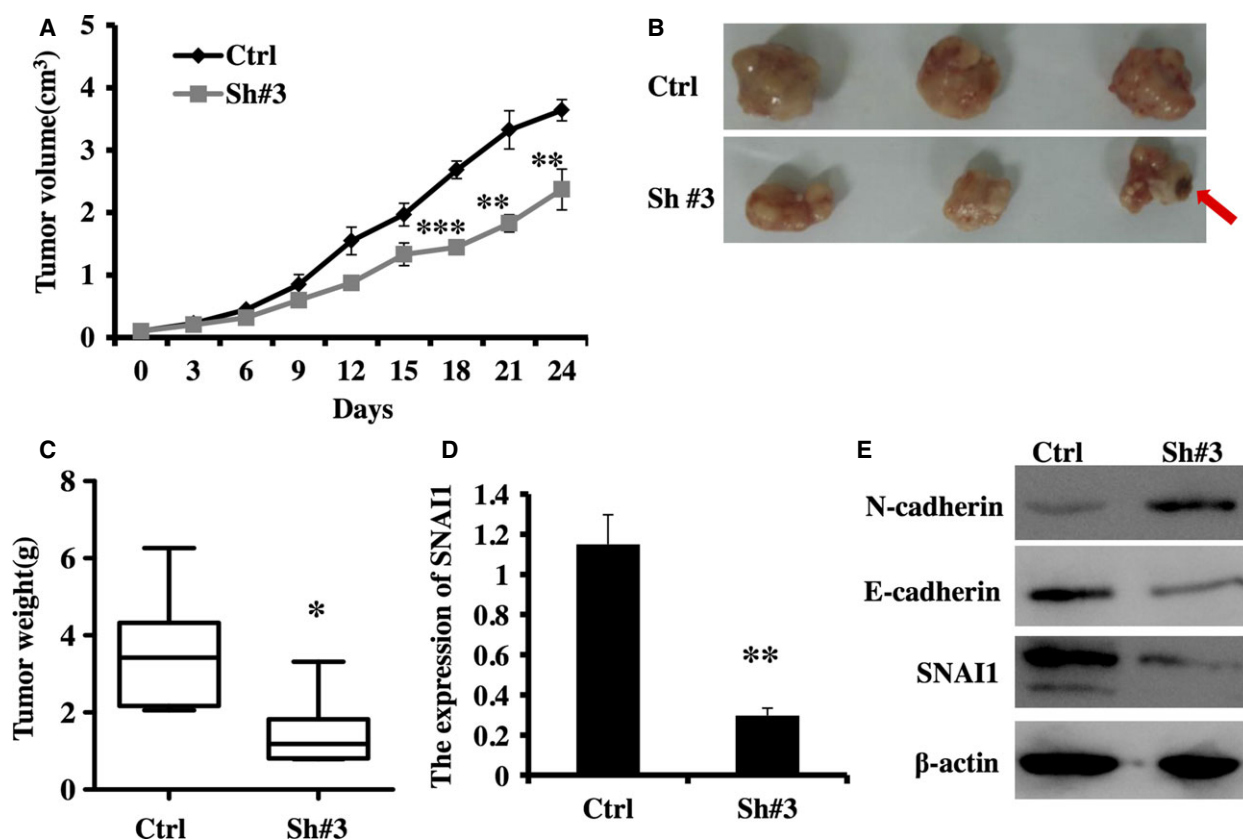 A
5
4
3
2
1
0
Tumor volume(cm³)
Ctrl
Sh#3
***
**
**
0 3 6 9 12 15 18 21 24
Days
B
Ctrl
Sh #3
C
8
6
4
2
0
Tumor weight(g)
*
Ctrl Sh#3
D
1.4
1.2
1
0.8
0.6
0.4
0.2
0
The expression of SNAI1
**
Ctrl Sh#3
E
Ctrl Sh#3
N-cadherin
E-cadherin
SNAI1
β-actin